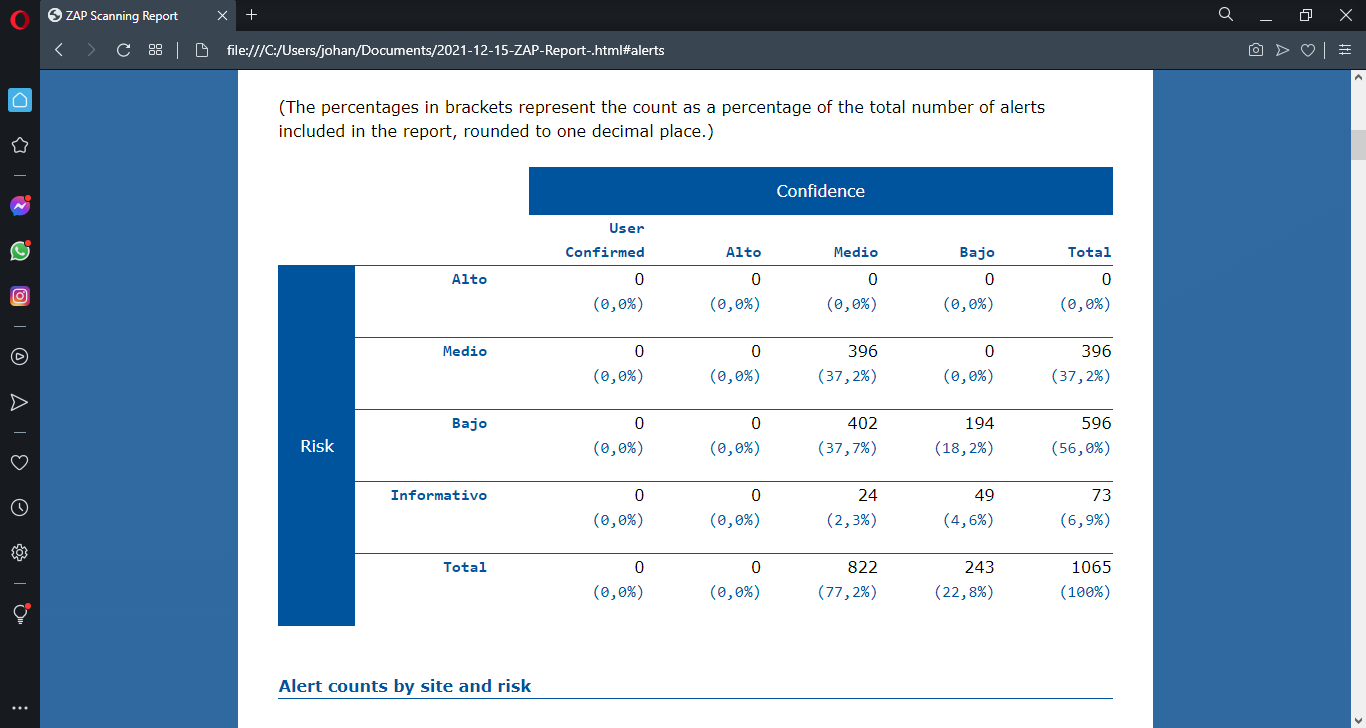 ZAP Scanning Report
file:///C:/Users/johan/Documents/2021-12-15-ZAP-Report-.html#alerts
(The percentages in brackets represent the count as a percentage of the total number of alerts
included in the report, rounded to one decimal place.)
Confidence
User
Confirmed Alto Medio Bajo Total
Alto 0 0 0 0 0
(0,0%) (0,0%) (0,0%) (0,0%) (0,0%)
Medio 0 0 396 0 396
(0,0%) (0,0%) (37,2%) (0,0%) (37,2%)
Bajo 0 0 402 194 596
Risk (0,0%) (0,0%) (37,7%) (18,2%) (56,0%)
Informativo 0 0 24 49 73
(0,0%) (0,0%) (2,3%) (4,6%) (6,9%)
Total 0 0 822 243 1065
(0,0%) (0,0%) (77,2%) (22,8%) (100%)
Alert counts by site and risk